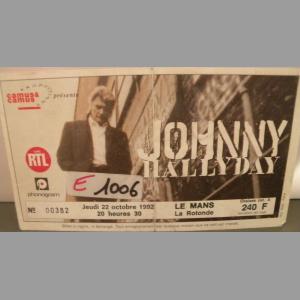 camus &
camus
présente
JOHNNY
HALLYDAY
RTL
E 1006
phonogram
Nº 00382
Jeudi 22 octobre 1992
20 heures 30
LE MANS
La Rotonde
240 F